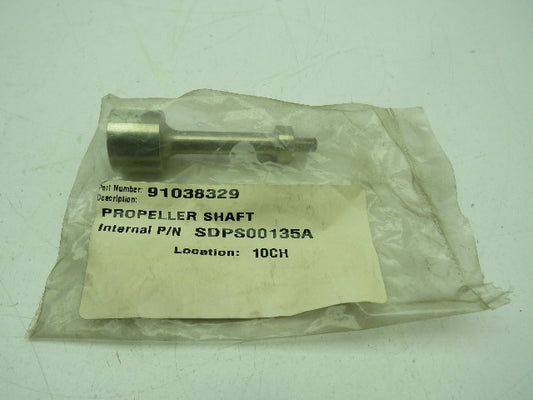 Part Number: 91038329
Description:
PROPELLER SHAFT
Internal P/N SDPS00135A
Location: 10CH